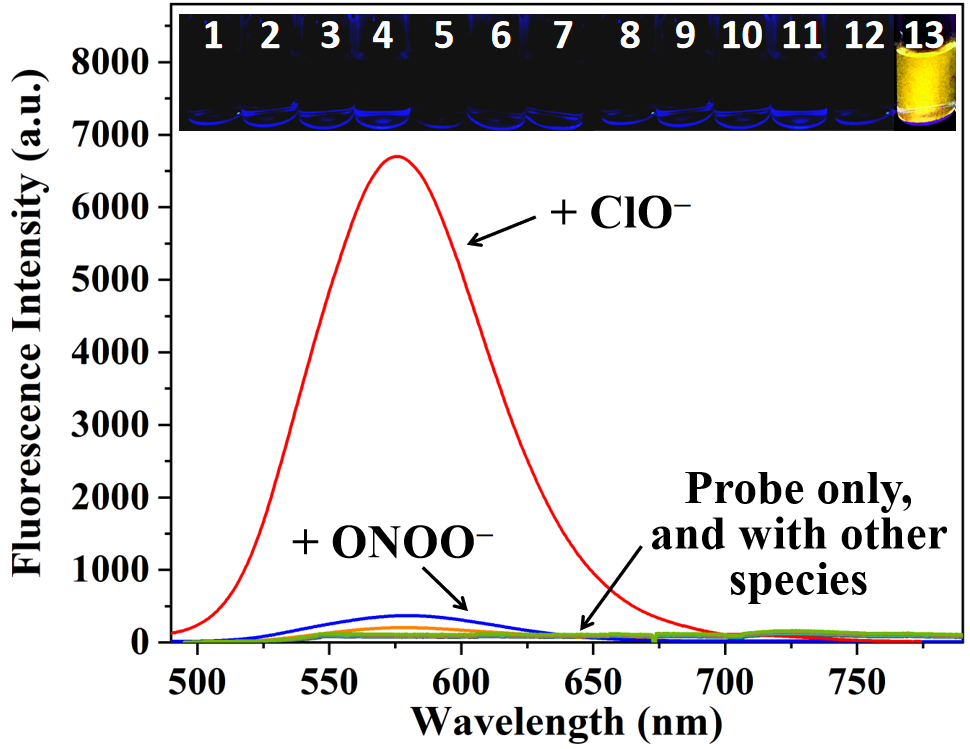 1 2 3 4 5 6 7 8 9 10 11 12 13
8000
7000
6000
5000
4000
3000
2000
1000
0
Fluorescence Intensity (a.u.)
+ ClO⁻
+ ONOO⁻
Probe only,
and with other
species
500 550 600 650 700 750
Wavelength (nm)